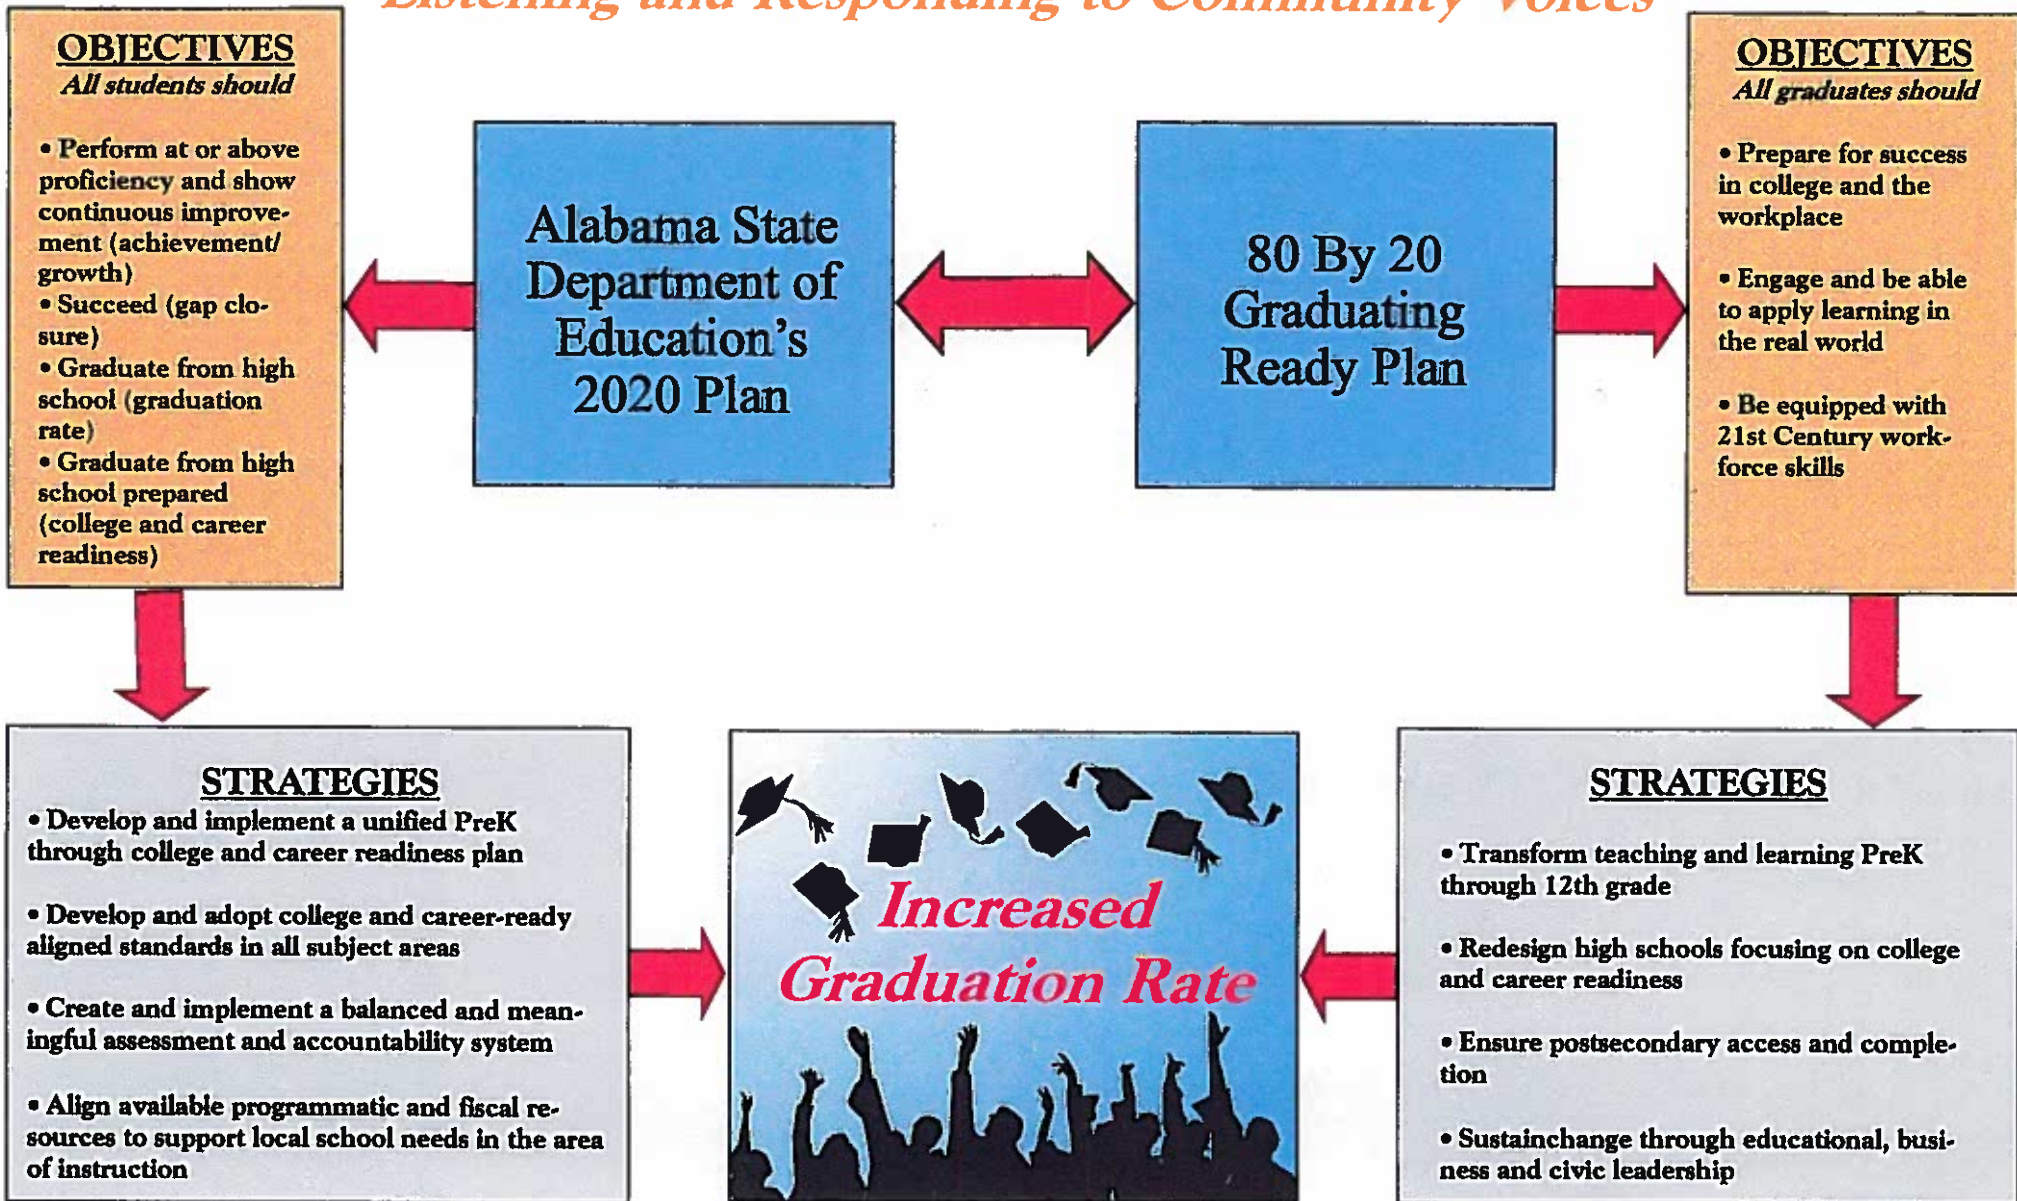 Listening and Responding to Community Voices
OBJECTIVES
All students should
• Perform at or above
proficiency and show
continuous improve-
ment (achievement/
growth)
• Succeed (gap clo-
sure)
• Graduate from high
school (graduation
rate)
• Graduate from high
school prepared
(college and career
readiness)
Alabama State
Department of
Education's
2020 Plan
80 By 20
Graduating
Ready Plan
OBJECTIVES
All graduates should
• Prepare for success
in college and the
workplace
• Engage and be able
to apply learning in
the real world
• Be equipped with
21st Century work-
force skills
STRATEGIES
• Develop and implement a unified PreK
through college and career readiness plan
• Develop and adopt college and career-ready
aligned standards in all subject areas
• Create and implement a balanced and mean-
ingful assessment and accountability system
• Align available programmatic and fiscal re-
sources to support local school needs in the area
of instruction
Increased
Graduation Rate
STRATEGIES
• Transform teaching and learning PreK
through 12th grade
• Redesign high schools focusing on college
and career readiness
• Ensure postsecondary access and comple-
tion
• Sustainchange through educational, busi-
ness and civic leadership